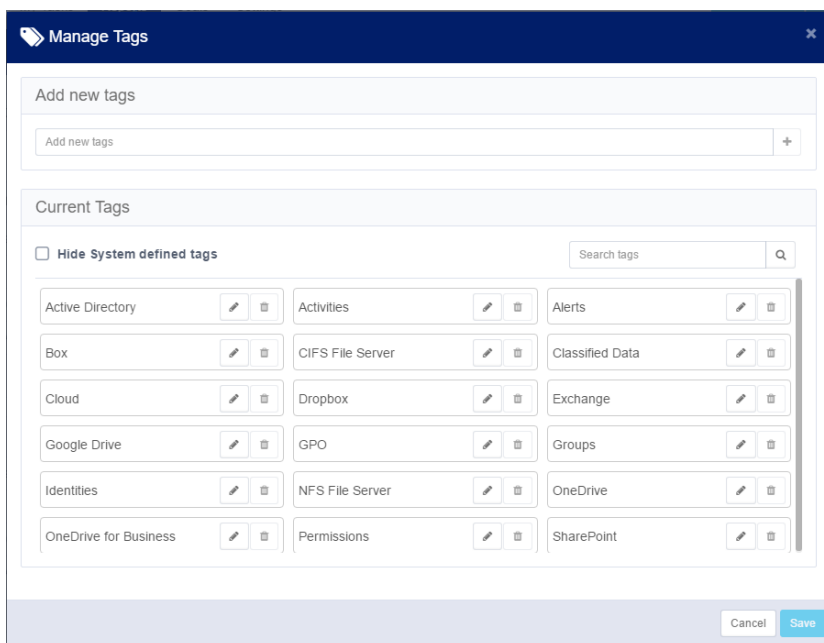 Manage Tags
Add new tags
Add new tags
Current Tags
Hide System defined tags
Search tags
Active Directory
Activities
Alerts
Box
CIFS File Server
Classified Data
Cloud
Dropbox
Exchange
Google Drive
GPO
Groups
Identities
NFS File Server
OneDrive
OneDrive for Business
Permissions
SharePoint
Cancel
Save